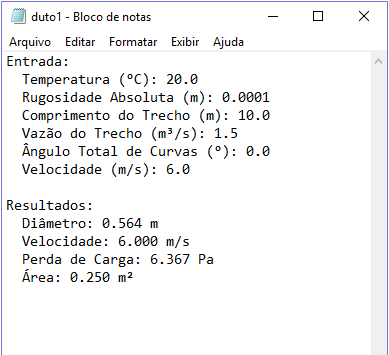 duto1 - Bloco de notas
Arquivo Editar Formatar Exibir Ajuda
Entrada:
Temperatura (ºC): 20.0
Rugosidade Absoluta (m): 0.0001
Comprimento do Trecho (m): 10.0
Vazão do Trecho (m³/s): 1.5
Ângulo Total de Curvas (º): 0.0
Velocidade (m/s): 6.0
Resultados:
Diâmetro: 0.564 m
Velocidade: 6.000 m/s
Perda de Carga: 6.367 Pa
Área: 0.250 m²